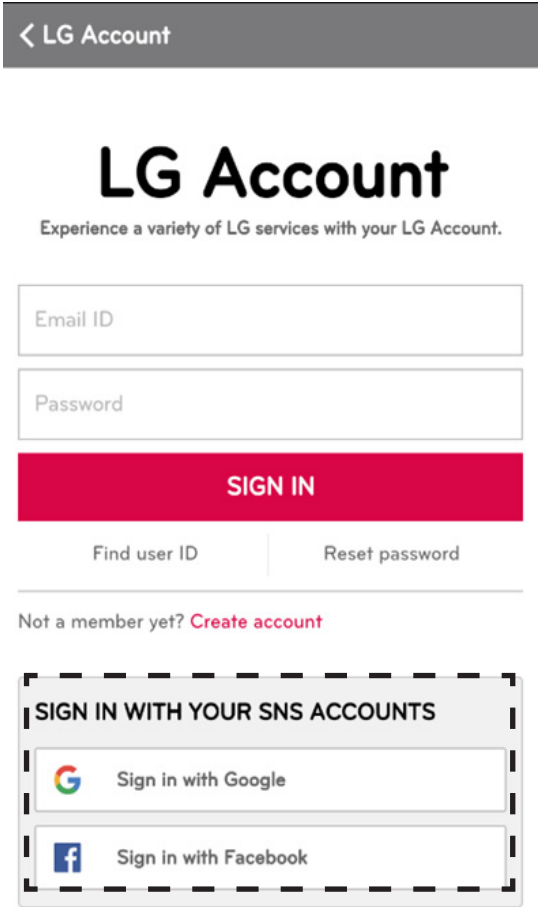 LG Account
LG Account
Experience a variety of LG services with your LG Account.
Email ID
Password
SIGN IN
Find user ID
Reset password
Not a member yet? Create account
SIGN IN WITH YOUR SNS ACCOUNTS
Sign in with Google
Sign in with Facebook